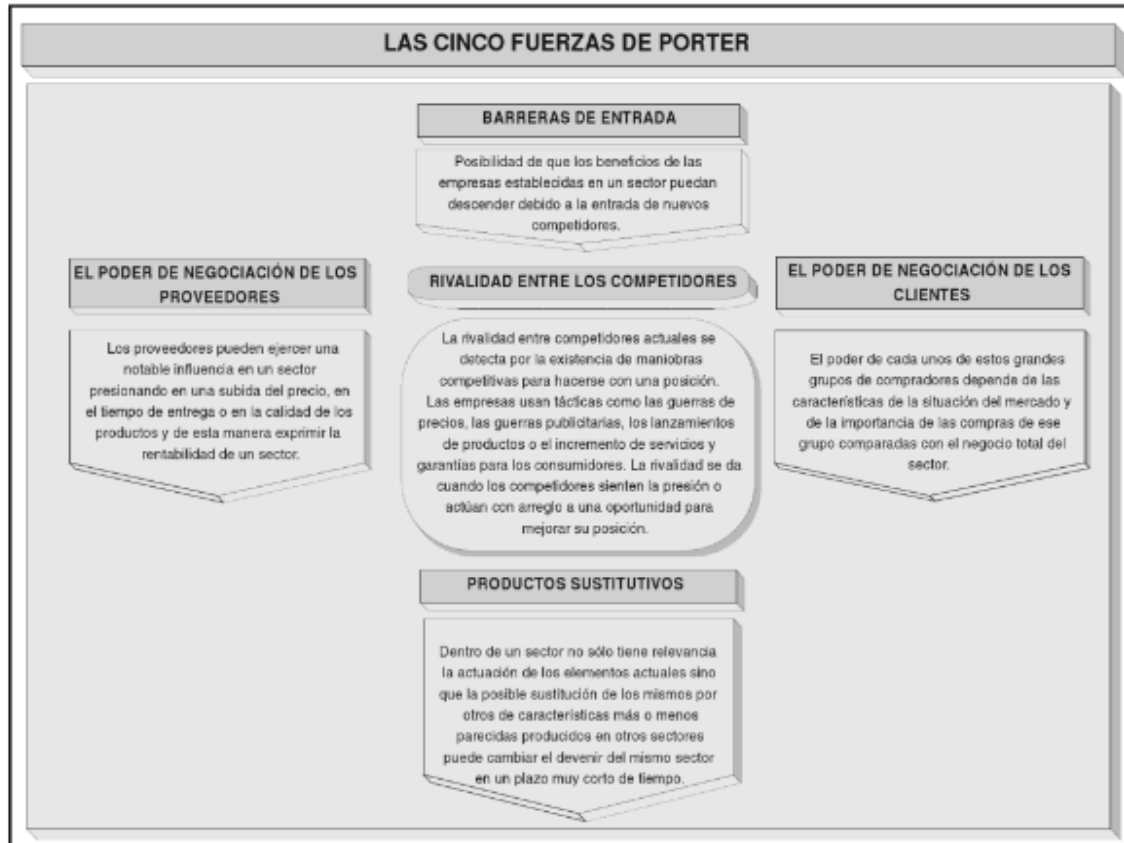 LAS CINCO FUERZAS DE PORTER
BARRERAS DE ENTRADA
Posibilidad de que los beneficios de las
empresas establecidas en un sector puedan
descender debido a la entrada de nuevos
competidores.
EL PODER DE NEGOCIACIÓN DE LOS
PROVEEDORES
Los proveedores pueden ejercer una
notable influencia en un sector
presionando en una subida del precio, en
el tiempo de entrega o en la calidad de los
productos y de esta manera exprimir la
rentabilidad de un sector.
RIVALIDAD ENTRE LOS COMPETIDORES
La rivalidad entre competidores actuales se
detecta por la existencia de maniobras
competitivas para hacerse con una posición.
Las empresas usan tácticas como las guerras de
precios, las guerras publicitarias, los lanzamientos
de productos o el incremento de servicios y
garantías para los consumidores. La rivalidad se da
cuando los competidores sienten la presión o
actúan con arreglo a una oportunidad para
mejorar su posición.
EL PODER DE NEGOCIACIÓN DE LOS
CLIENTES
El poder de cada unos de estos grandes
grupos de compradores depende de las
características de la situación del mercado y
de la importancia de las compras de ese
grupo comparadas con el negocio total del
sector.
PRODUCTOS SUSTITUTIVOS
Dentro de un sector no sólo tiene relevancia
la actuación de los elementos actuales sino
que la posible sustitución de los mismos por
otros de características más o menos
parecidas producidos en otros sectores
puede cambiar el devenir del mismo sector
en un plazo muy corto de tiempo.